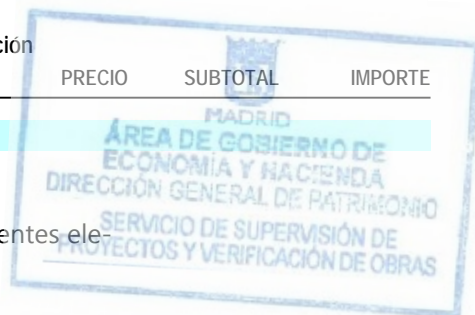 ción
PRECIO SUBTOTAL IMPORTE
MADRID
ÁREA DE GOBIERNO DE
ECONOMÍA Y HACIENDA
DIRECCIÓN GENERAL DE PATRIMONIO
entes ele-
SERVICIO DE SUPERVISIÓN DE
PROYECTOS Y VERIFICACIÓN DE OBRAS